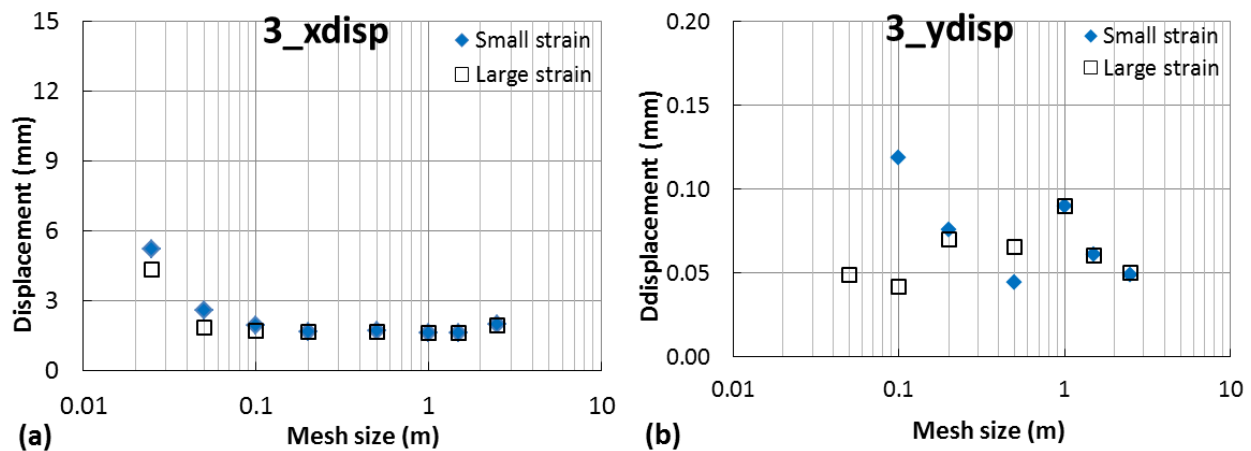 3_xdisp
Small strain
Large strain
15
12
9
6
3
0
Displacement (mm)
0.01
0.1
1
10
Mesh size (m)
(a)
3_ydisp
Small strain
Large strain
0.20
0.15
0.10
0.05
0.00
Ddisplacement (mm)
0.01
0.1
1
10
Mesh size (m)
(b)